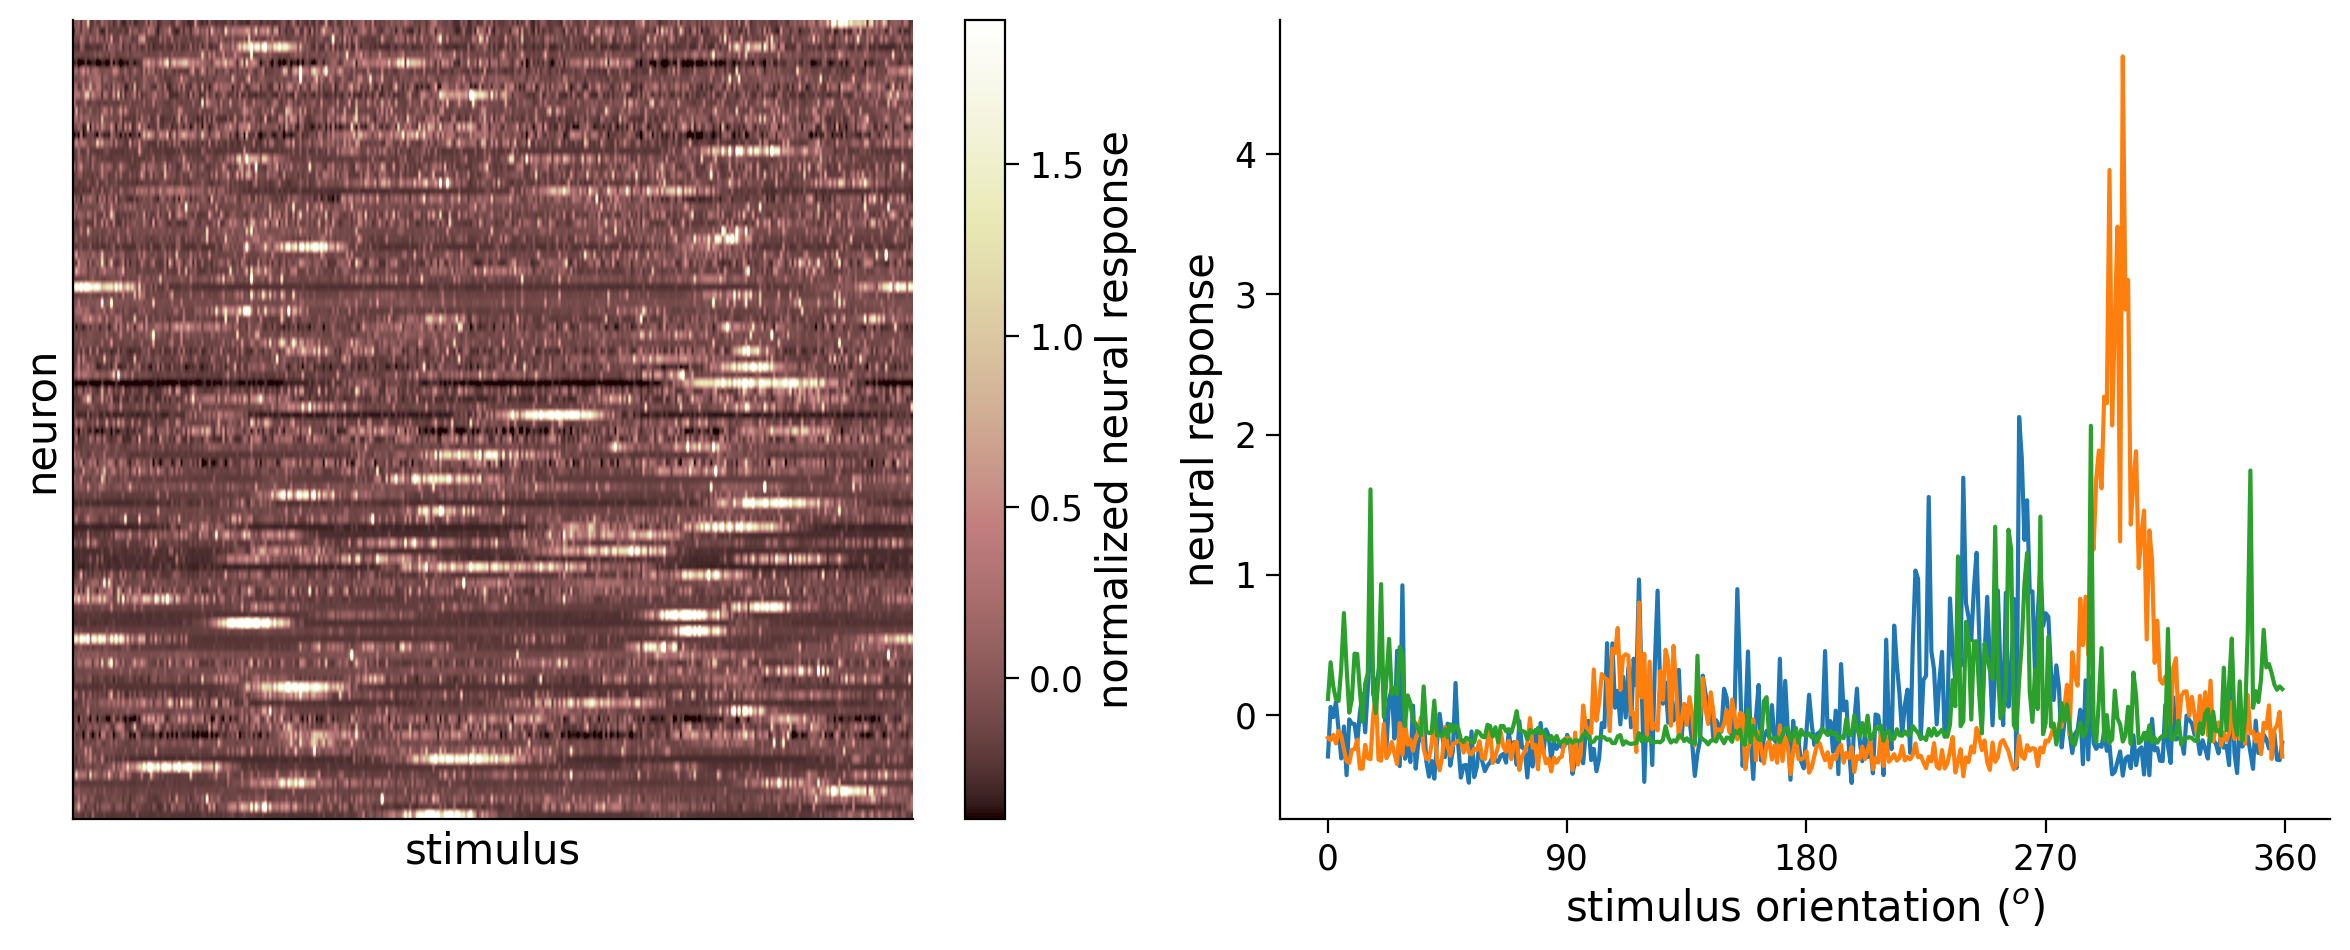 neuron
stimulus
1.5
1.0
0.5
0.0
normalized neural response
neural response
4
3
2
1
0
0 90 180 270 360
stimulus orientation (°)